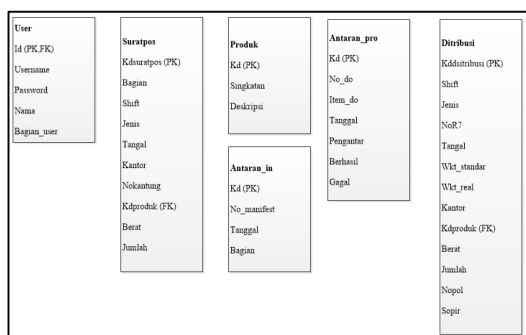 User
Id (PK,FK)
Username
Password
Nama
Bagian_user
Suratpos
Kdsuratpos (PK)
Bagian
Shift
Jenis
Tangal
Kantor
Nokantung
Kdproduk (FK)
Berat
Jumlah
Produk
Kd (PK)
Singkatan
Deskripsi
Antaran_in
Kd (PK)
No_manifest
Tanggal
Bagian
Antaran_pro
Kd (PK)
No_do
Item_do
Tanggal
Pengantar
Berhasil
Gagal
Ditribusi
Kddsitribusi (PK)
Shift
Jenis
NoR7
Tangal
Wkt_standar
Wkt_real
Kantor
Kdproduk (FK)
Berat
Jumlah
Nopol
Sopir